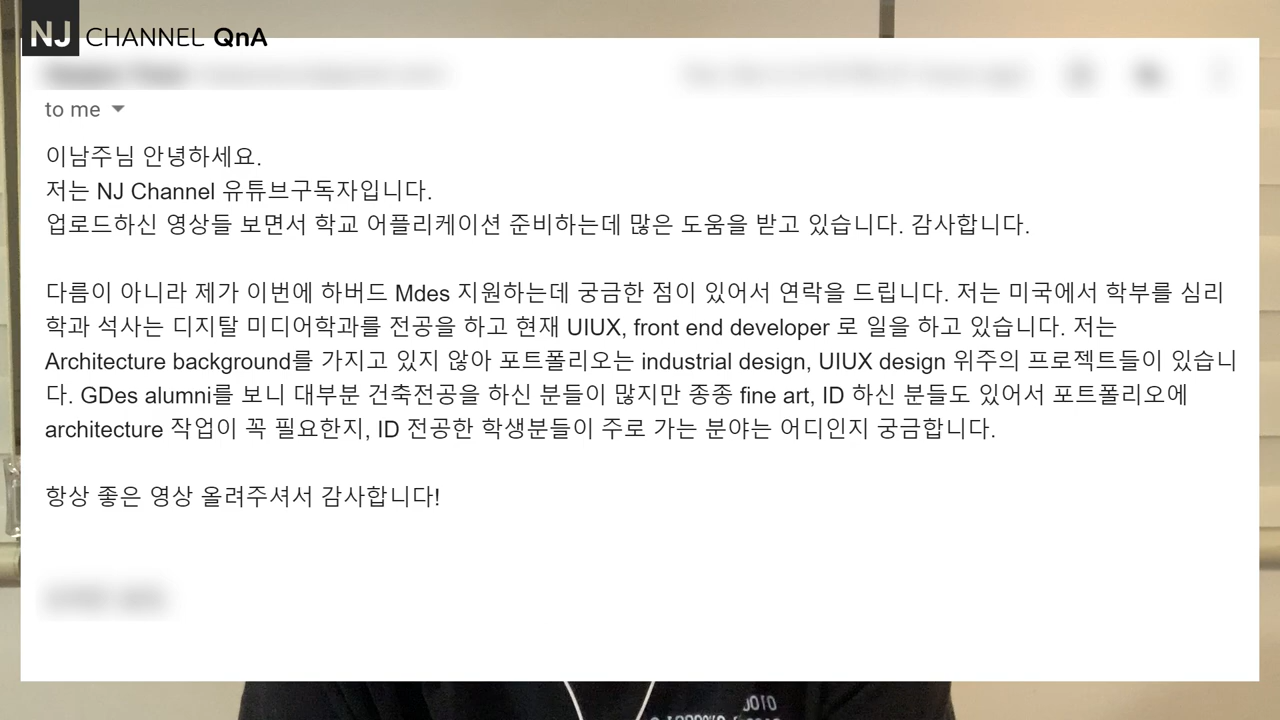 NJ CHANNEL QnA
to me
이남주님 안녕하세요.
저는 NJ Channel 유튜브구독자입니다.
업로드하신 영상들 보면서 학교 어플리케이션 준비하는데 많은 도움을 받고 있습니다. 감사합니다.
다름이 아니라 제가 이번에 하버드 Mdes 지원하는데 궁금한 점이 있어서 연락을 드립니다. 저는 미국에서 학부를 심리
학과 석사는 디지탈 미디어학과를 전공을 하고 현재 UIUX, front end developer 로 일을 하고 있습니다. 저는
Architecture background를 가지고 있지 않아 포트폴리오는 industrial design, UIUX design 위주의 프로젝트들이 있습니
다. GDes alumni를 보니 대부분 건축전공을 하신 분들이 많지만 종종 fine art, ID 하신 분들도 있어서 포트폴리오에
architecture 작업이 꼭 필요한지, ID 전공한 학생분들이 주로 가는 분야는 어디인지 궁금합니다.
항상 좋은 영상 올려주셔서 감사합니다!